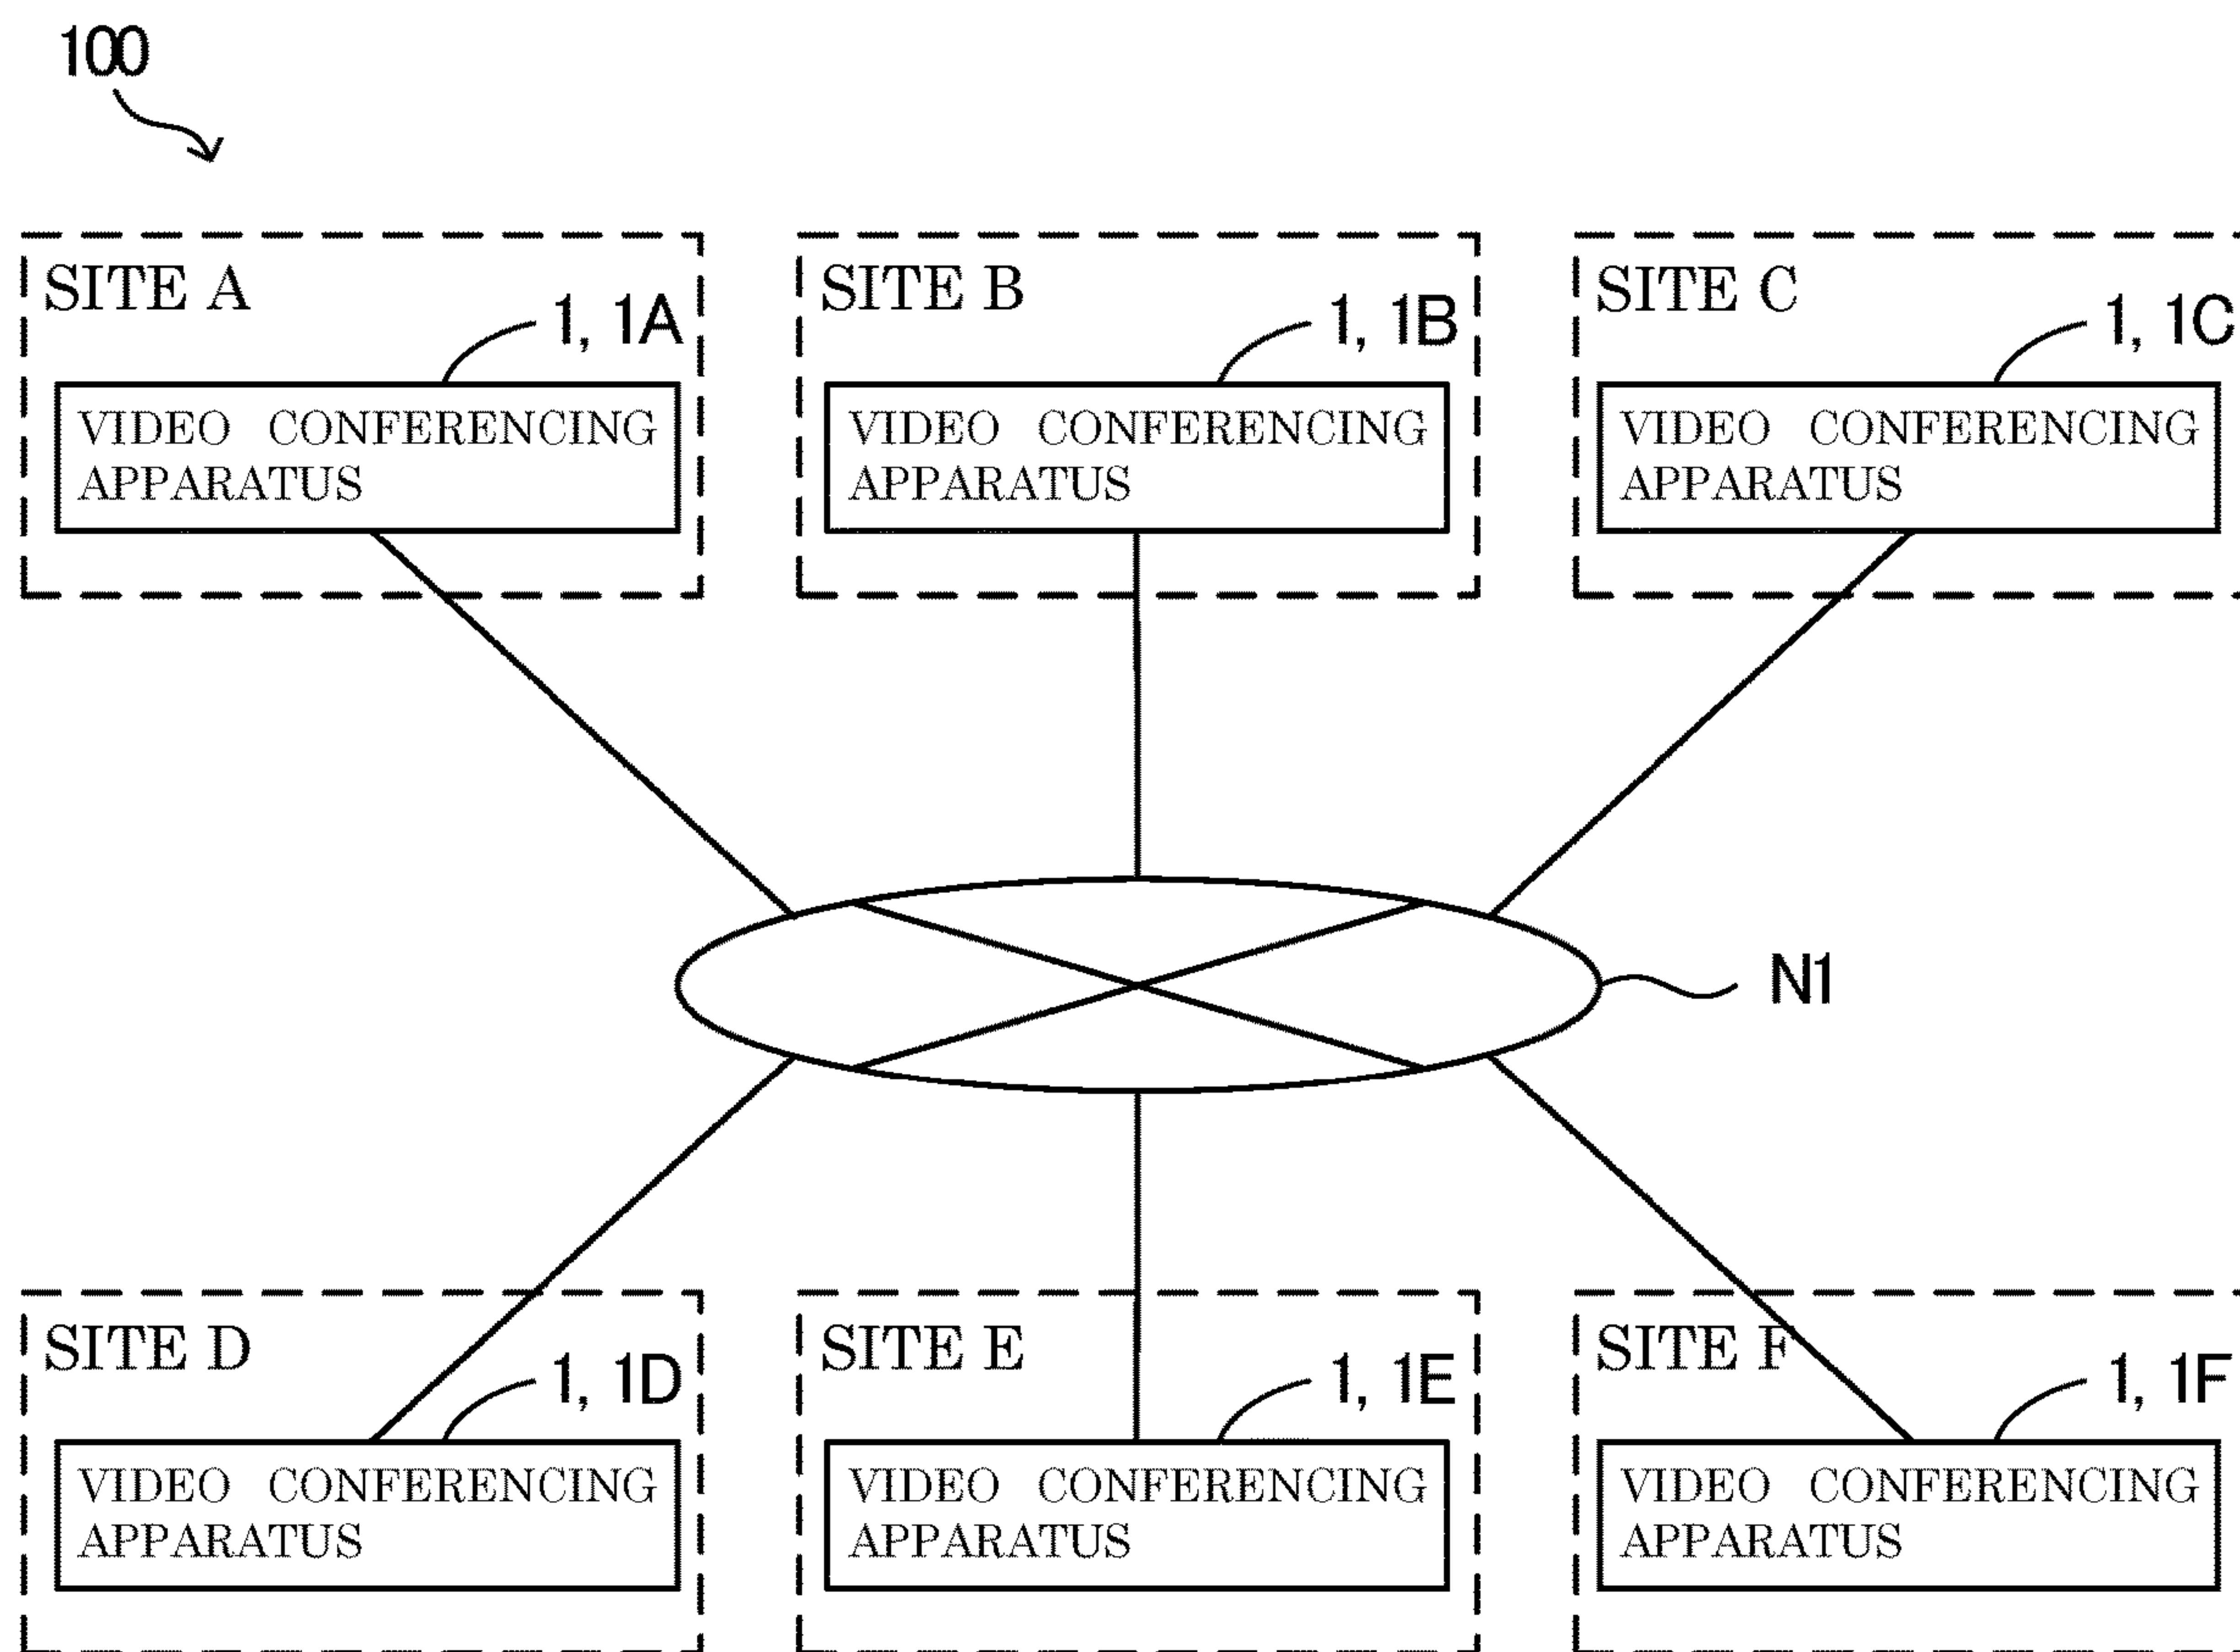 100
SITE A
1, 1A
VIDEO CONFERENCING
APPARATUS
SITE B
1, 1B
VIDEO CONFERENCING
APPARATUS
SITE C
1, 1C
VIDEO CONFERENCING
APPARATUS
N1
SITE D
1, 1D
VIDEO CONFERENCING
APPARATUS
SITE E
1, 1E
VIDEO CONFERENCING
APPARATUS
SITE F
1, 1F
VIDEO CONFERENCING
APPARATUS